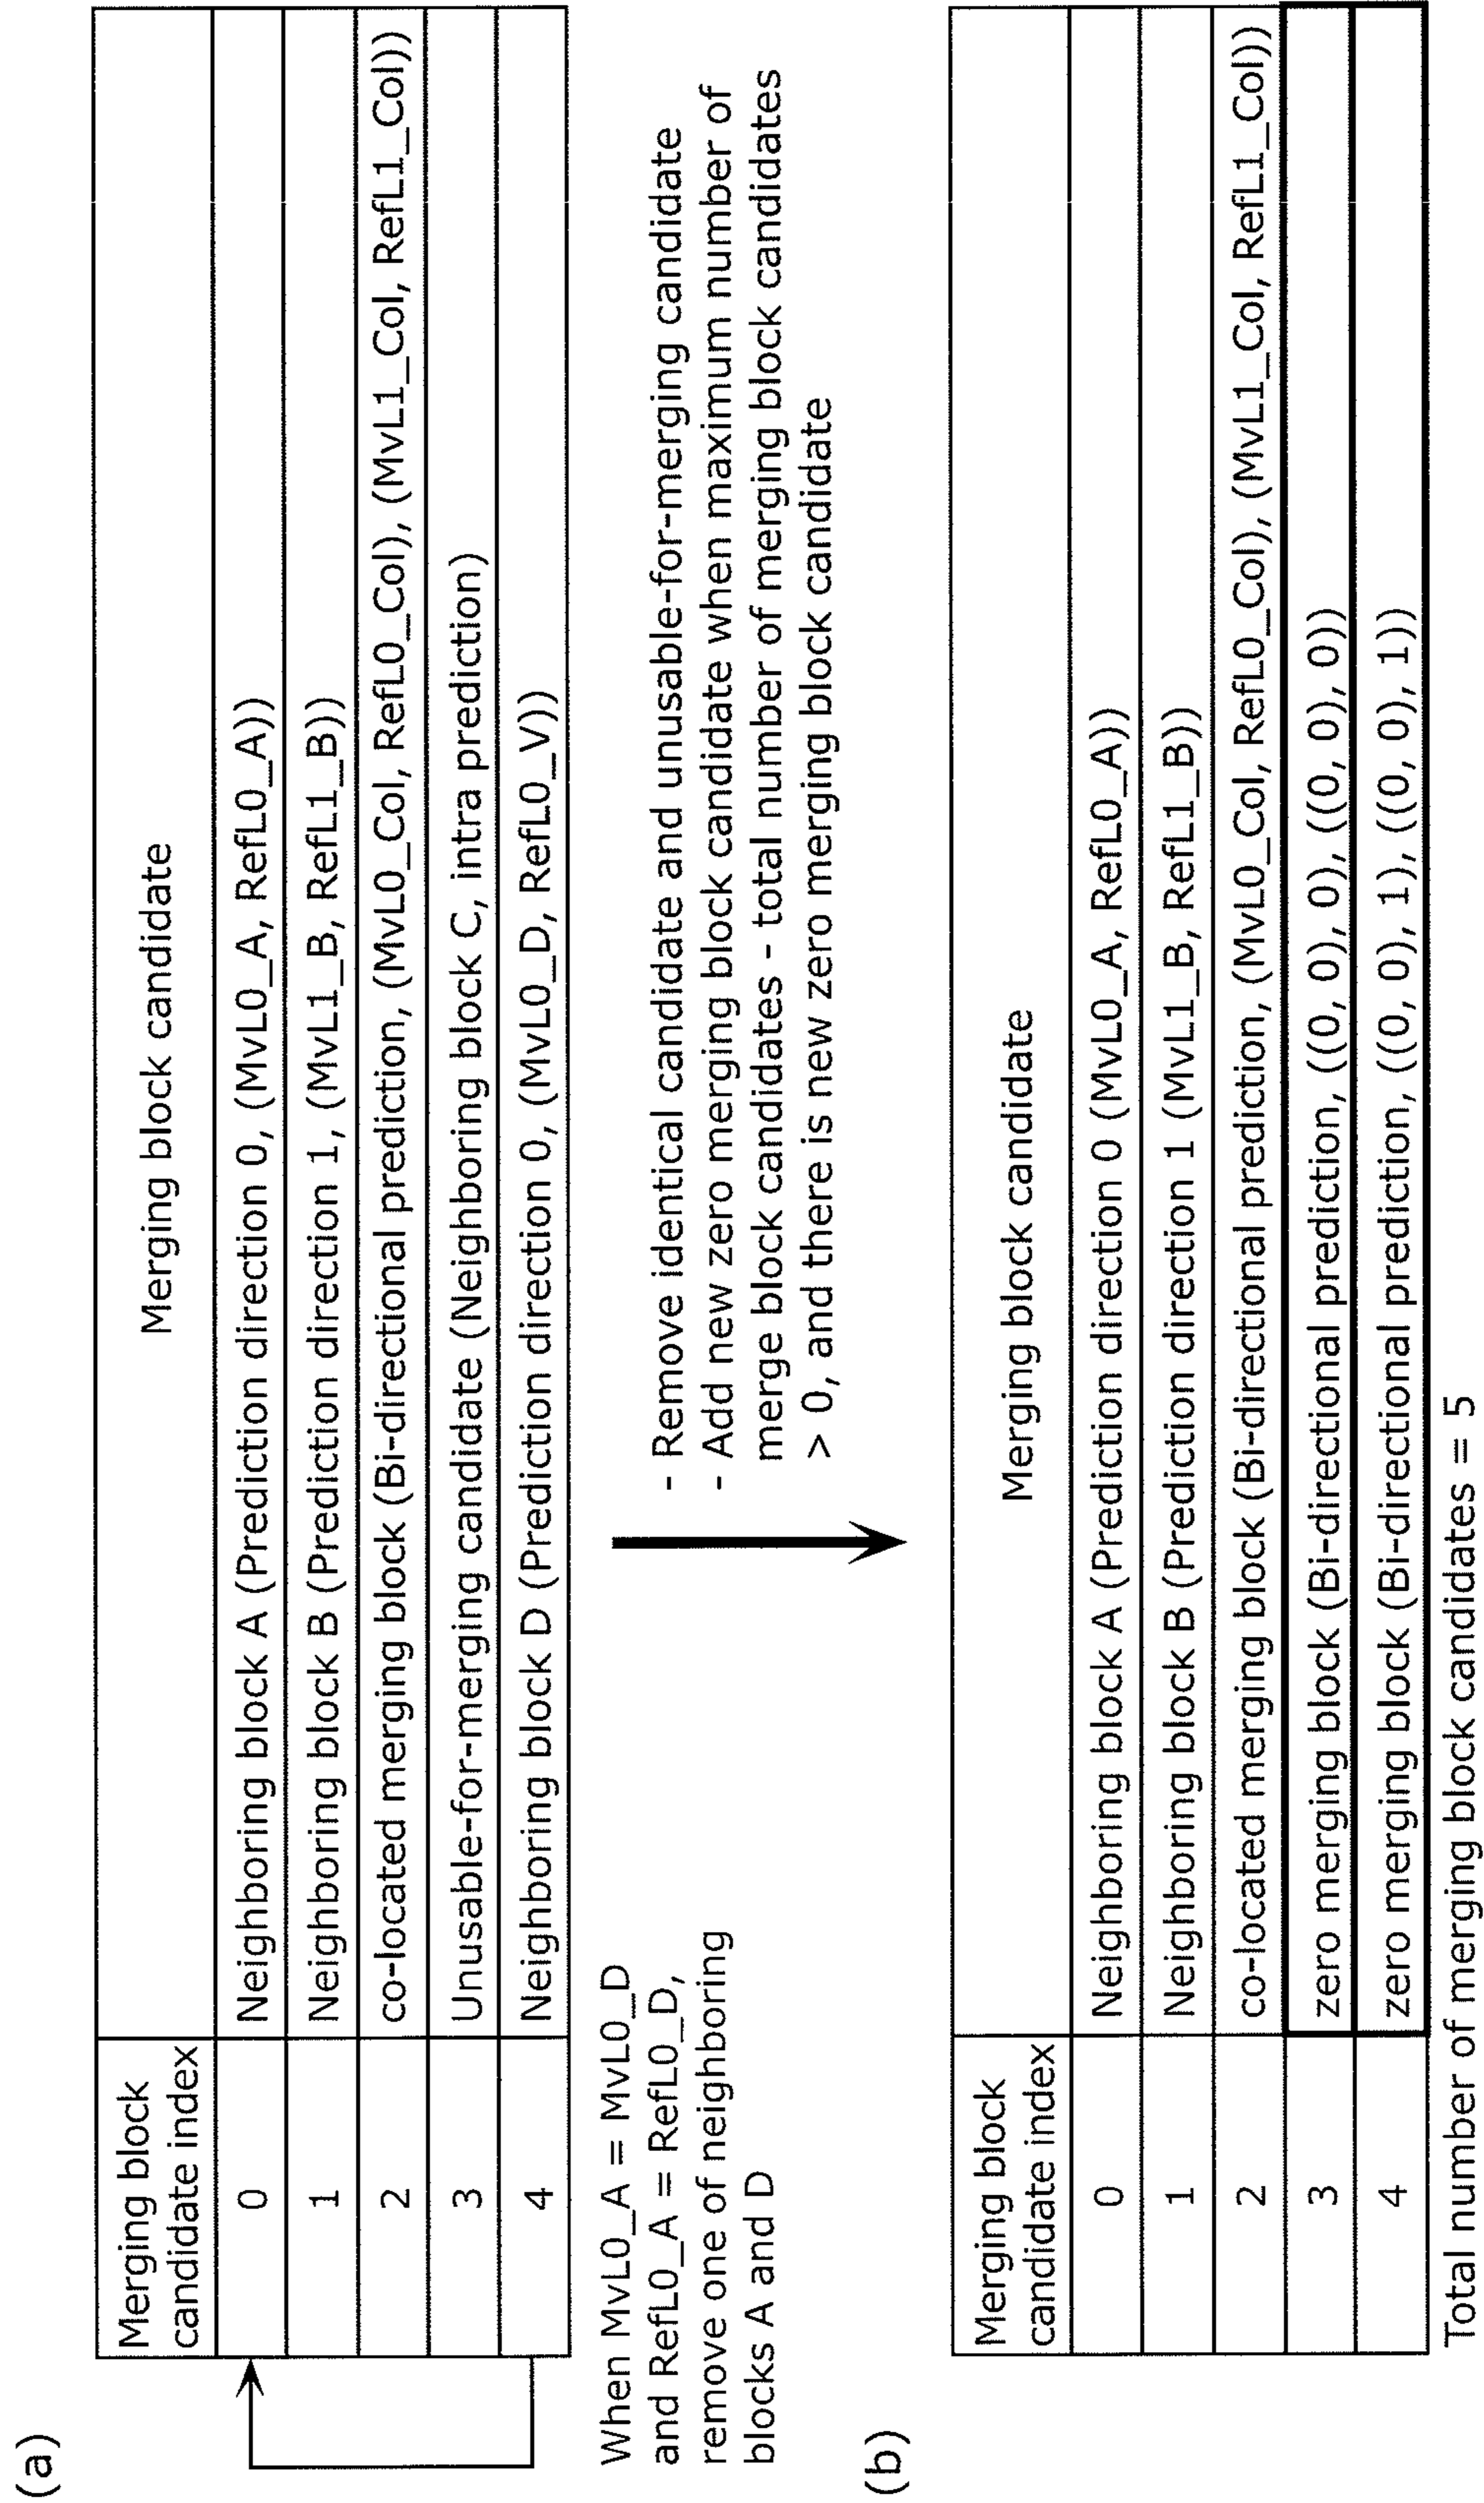 (a)
Merging block
candidate index
Merging block candidate
0 Neighboring block A (Prediction direction 0, (MvL0_A, RefL0_A))
1 Neighboring block B (Prediction direction 1, (MvL1_B, RefL1_B))
2 co-located merging block (Bi-directional prediction, (MvL0_Col, RefL0_Col), (MvL1_Col, RefL1_Col))
3 Unusable-for-merging candidate (Neighboring block C, intra prediction)
4 Neighboring block D (Prediction direction 0, (MvL0_D, RefL0_V))
When MvL0_A = MvL0_D
and RefL0_A = RefL0_D,
remove one of neighboring
blocks A and D
- Remove identical candidate and unusable-for-merging candidate
- Add new zero merging block candidate when maximum number of
merge block candidates - total number of merging block candidates
> 0, and there is new zero merging block candidate
(b)
Merging block
candidate index
Merging block candidate
0 Neighboring block A (Prediction direction 0 (MvL0_A, RefL0_A))
1 Neighboring block B (Prediction direction 1 (MvL1_B, RefL1_B))
2 co-located merging block (Bi-directional prediction, (MvL0_Col, RefL0_Col), (MvL1_Col, RefL1_Col))
3 zero merging block (Bi-directional prediction, ((0, 0), 0), ((0, 0), 0))
4 zero merging block (Bi-directional prediction, ((0, 0), 1), ((0, 0), 1))
Total number of merging block candidates = 5